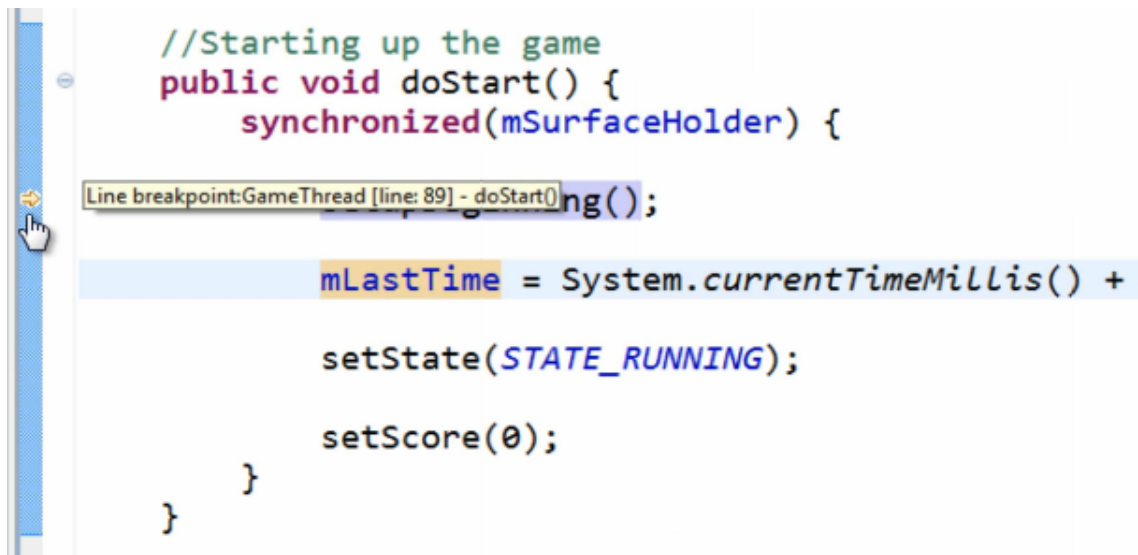 //Starting up the game
public void doStart() {
synchronized(mSurfaceHolder) {
Line breakpoint:GameThread [line: 89] - doStart()
ng();
mLastTime = System.currentTimeMillis() +
setState(STATE_RUNNING);
setScore(0);
}
}